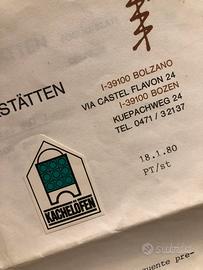 I-39100 BOLZANO
VIA CASTEL FLAVON 24
I-39100 BOZEN
KUEPACHWEG 24
TEL. 0471 / 32137
STÄTTEN
18.1.80
PT/st
KACHELOFEN
subito